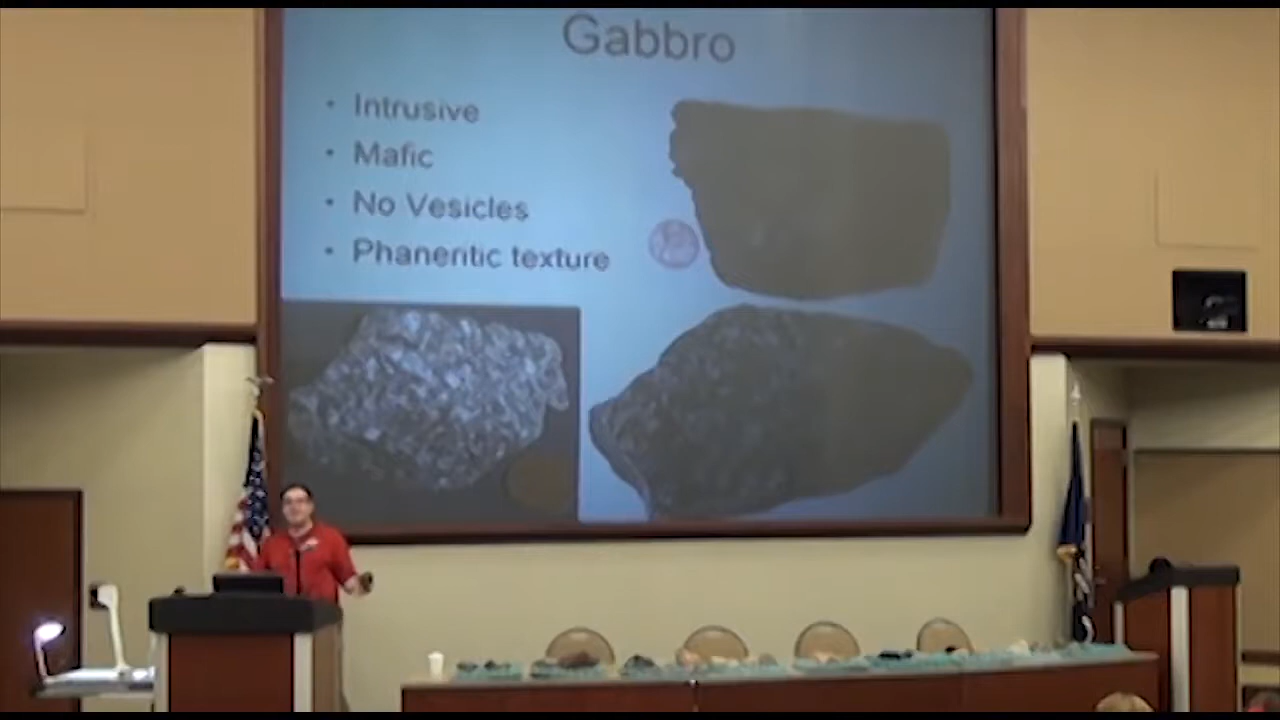 Gabbro
• Intrusive
• Mafic
• No Vesicles
• Phaneritic texture